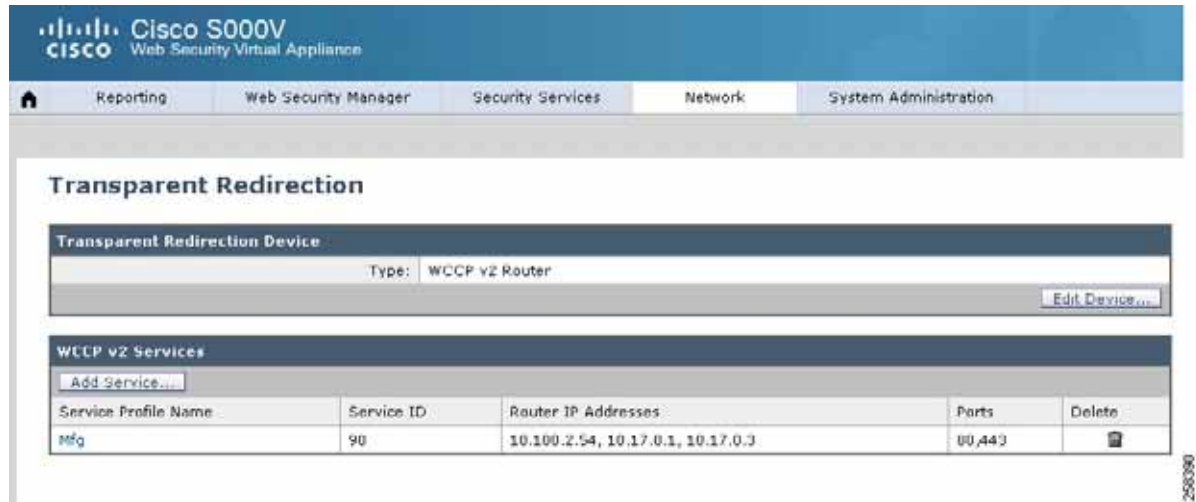 Cisco S000V
CISCO Web Security Virtual Appliance
Reporting Web Security Manager Security Services Network System Administration
Transparent Redirection
Transparent Redirection Device
Type: WCCP v2 Router
Edit Device...
WCCP v2 Services
Add Service...
Service Profile Name Service ID Router IP Addresses Ports Delete
Mfg 90 10.100.2.54, 10.17.0.1, 10.17.0.3 80,443
258390